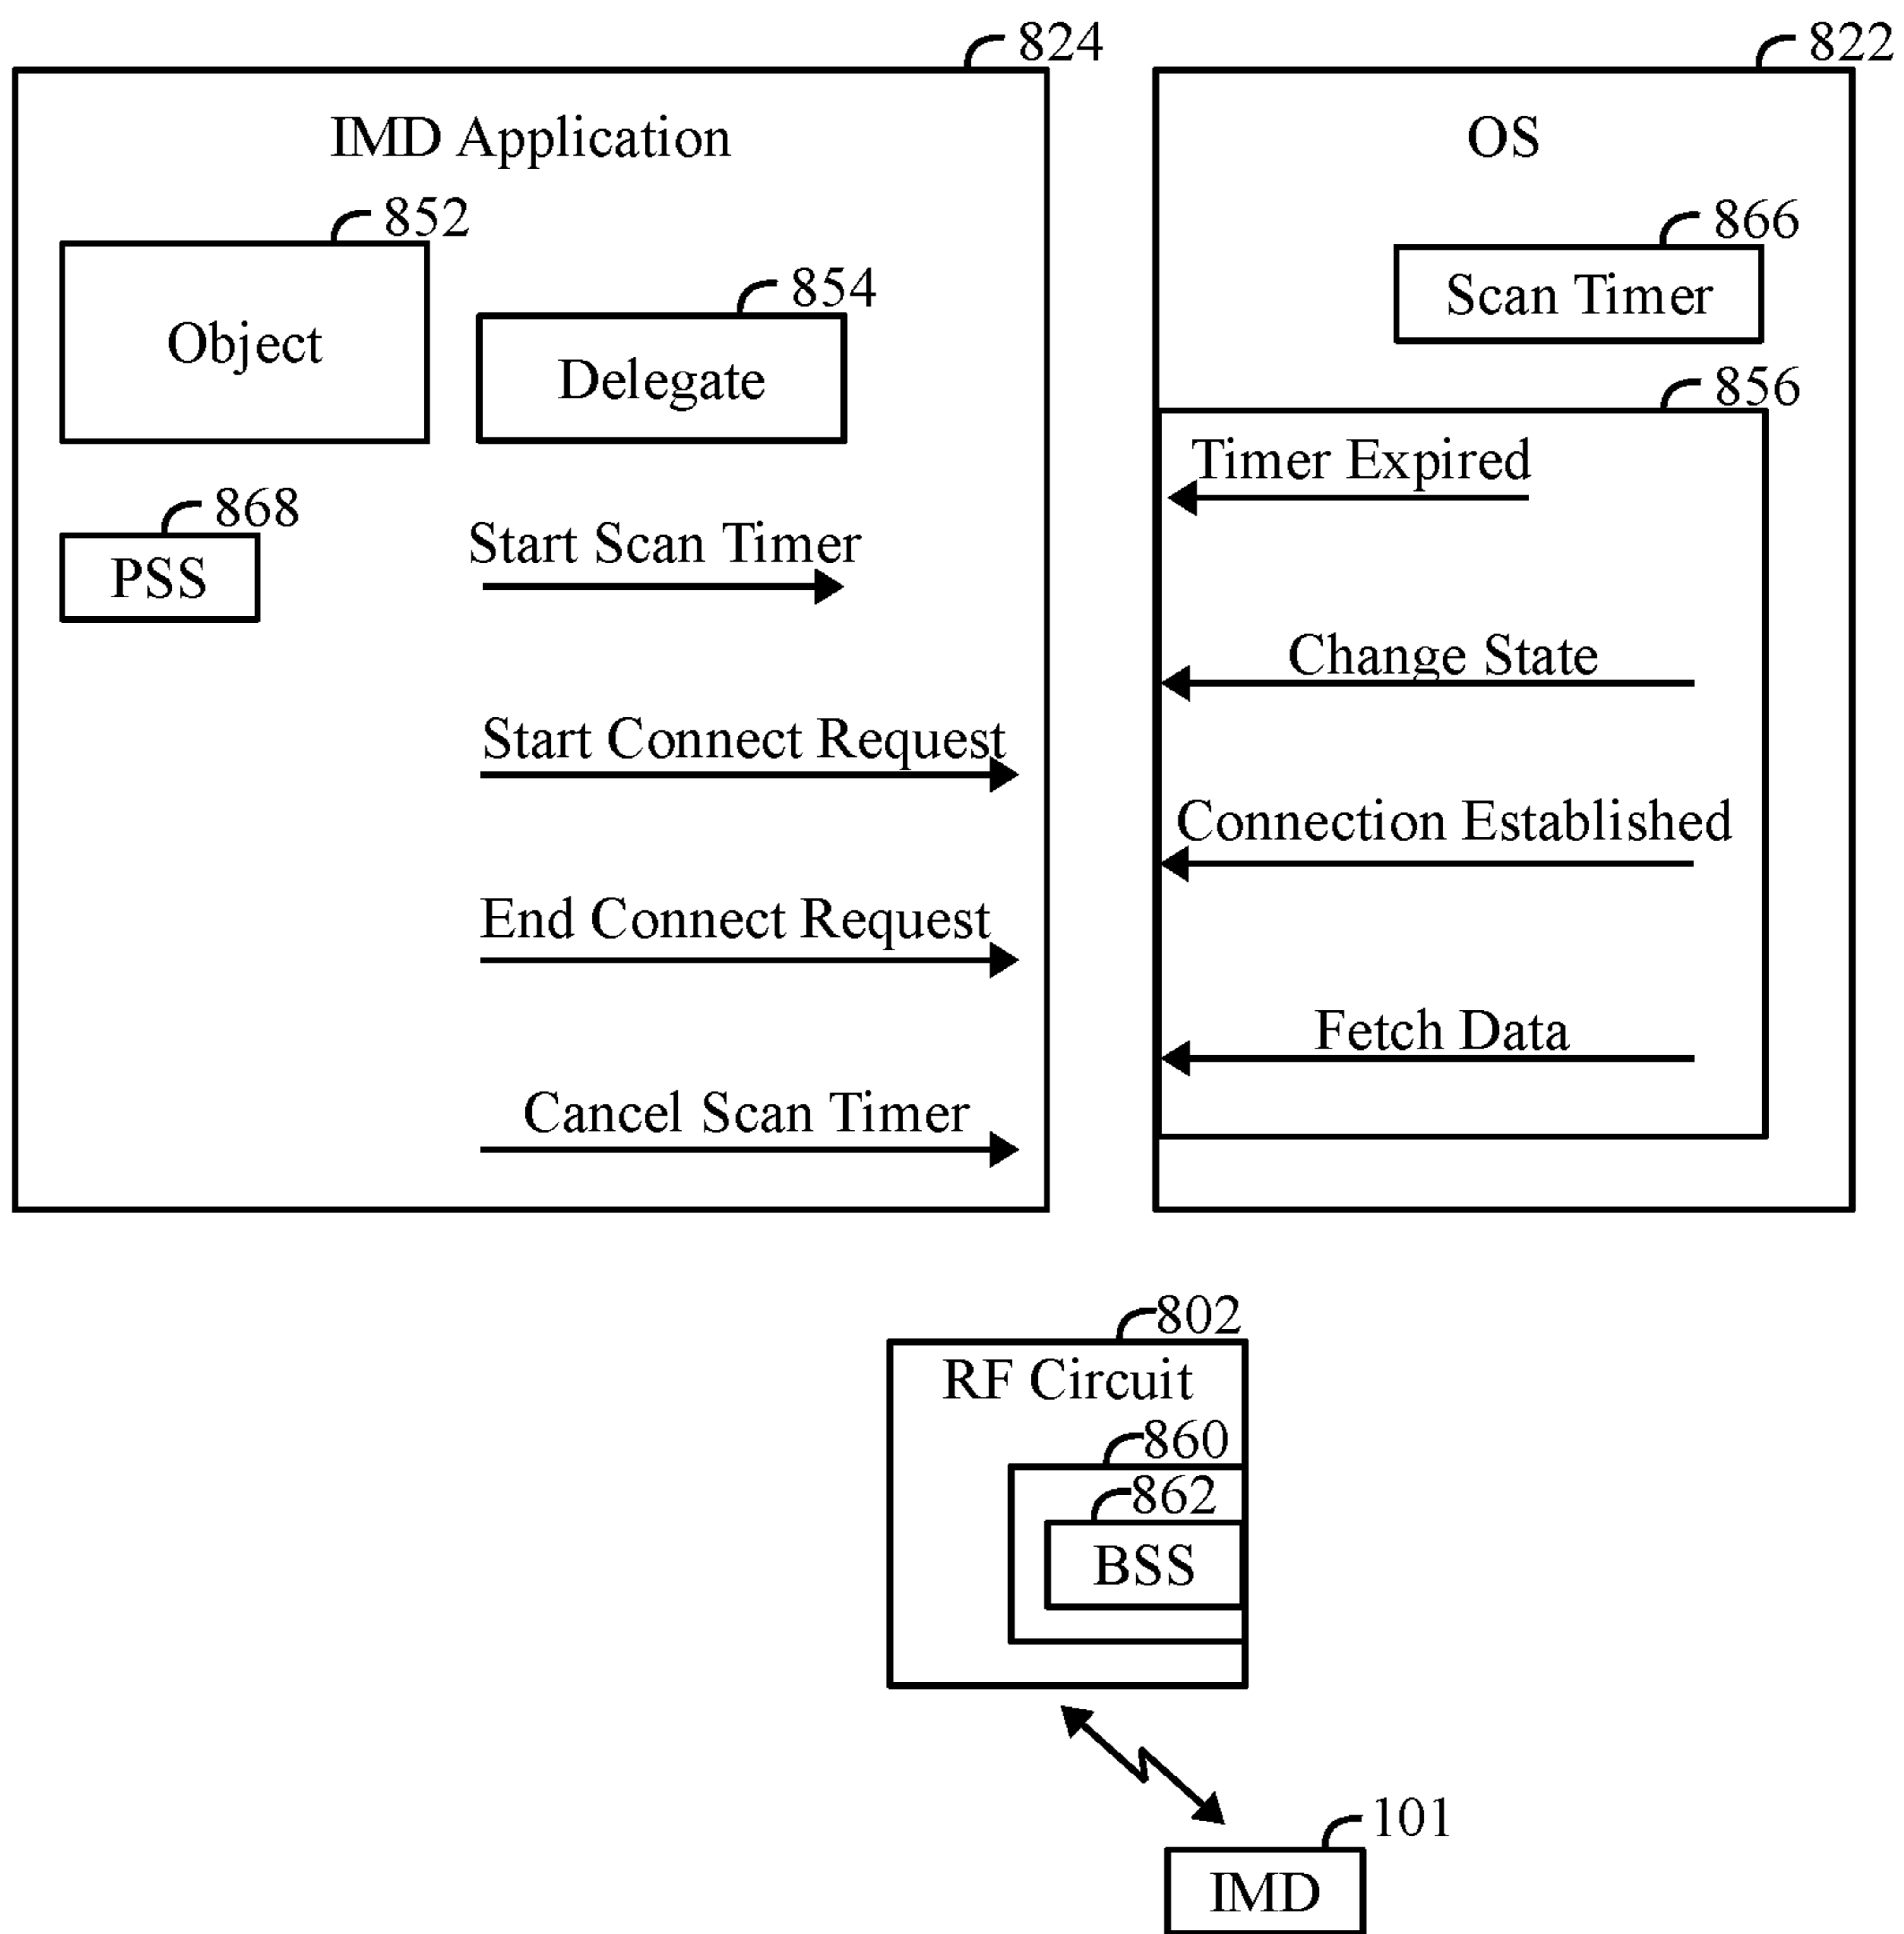 824
IMD Application
852
Object
854
Delegate
868
PSS
Start Scan Timer
Start Connect Request
End Connect Request
Cancel Scan Timer
822
OS
866
Scan Timer
856
Timer Expired
Change State
Connection Established
Fetch Data
802
RF Circuit
860
862
BSS
101
IMD